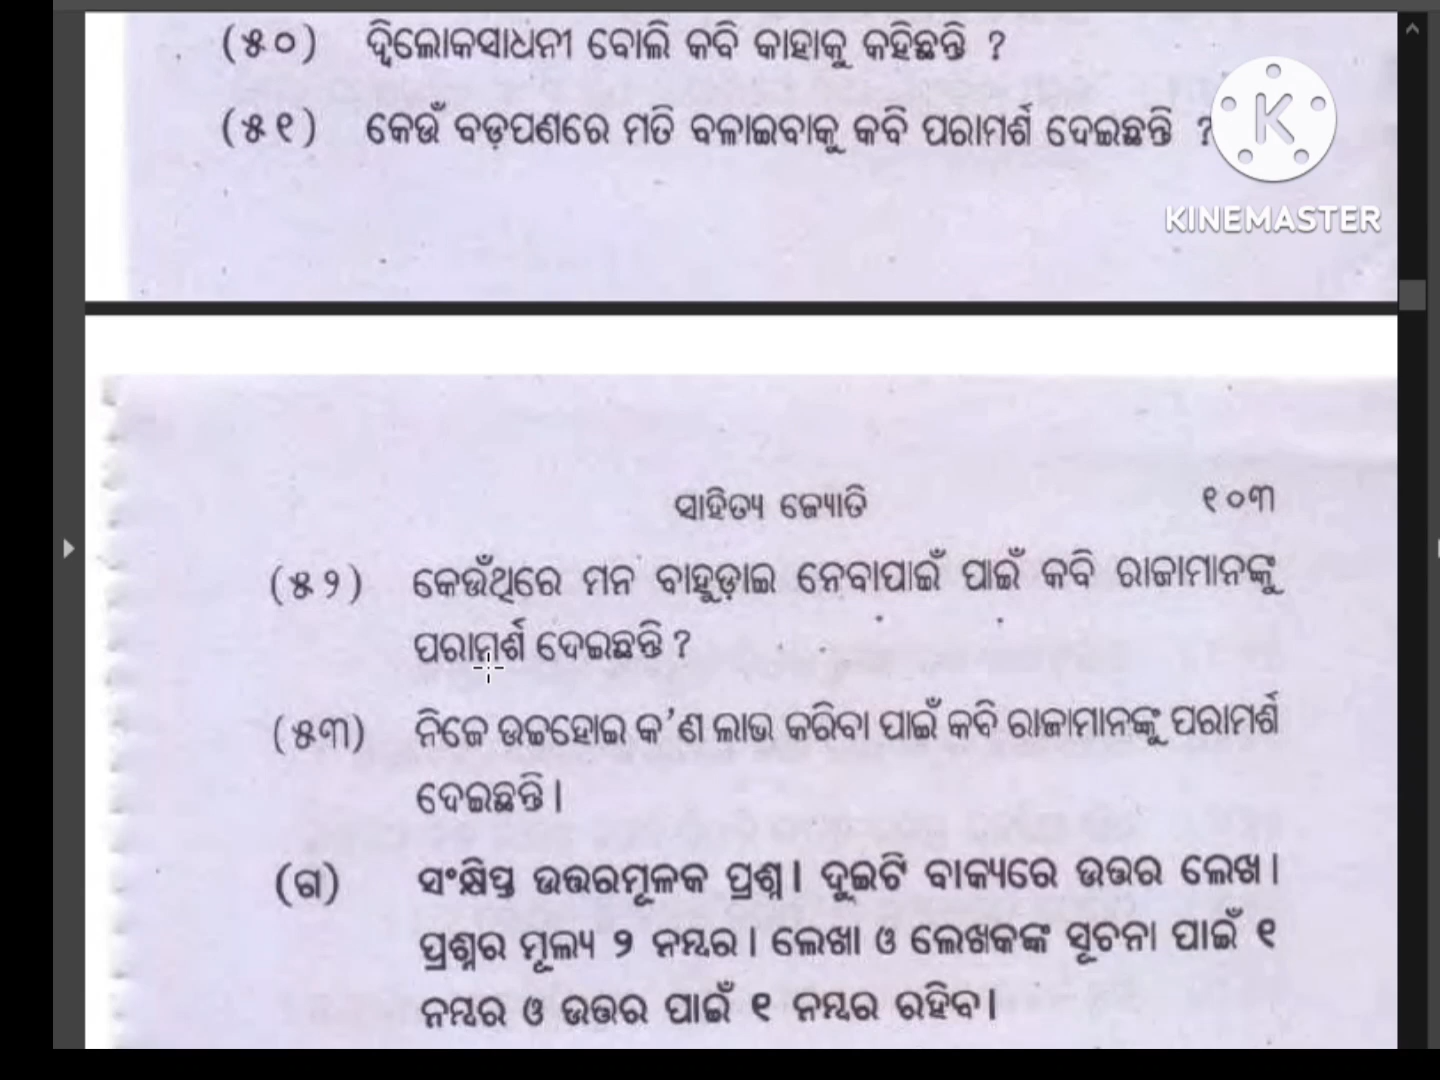 (୫୦) ଦ୍ୱିଲୋକସାଧନୀ ବୋଲି କବି କାହାକୁ କହିଛନ୍ତି ?
(୫୧) କେଉଁ ବଡ଼ପଣରେ ମତି ବଳାଇବାକୁ କବି ପରାମର୍ଶ ଦେଇଛନ୍ତି ?
KINEMASTER
ସାହିତ୍ୟ ଜ୍ୟୋତି ୧୦୩
(୫୨) କେଉଁଥିରେ ମନ ବାହୁଡ଼ାଇ ନେବାପାଇଁ ପାଇଁ କବି ରାଜାମାନଙ୍କୁ
ପରାମର୍ଶ ଦେଇଛନ୍ତି ?
(୫୩) ନିଜେ ଉଚ୍ଚହୋଇ କ'ଣ ଲାଭ କରିବା ପାଇଁ କବି ରାଜାମାନଙ୍କୁ ପରାମର୍ଶ
ଦେଇଛନ୍ତି ।
(ଗ) ସଂକ୍ଷିପ୍ତ ଉତ୍ତରମୂଳକ ପ୍ରଶ୍ନ । ଦୁଇଟି ବାକ୍ୟରେ ଉତ୍ତର ଲେଖ ।
ପ୍ରଶ୍ନର ମୂଲ୍ୟ ୨ ନମ୍ବର । ଲେଖା ଓ ଲେଖକଙ୍କ ସୂଚନା ପାଇଁ ୧
ନମ୍ବର ଓ ଉତ୍ତର ପାଇଁ ୧ ନମ୍ବର ରହିବ ।